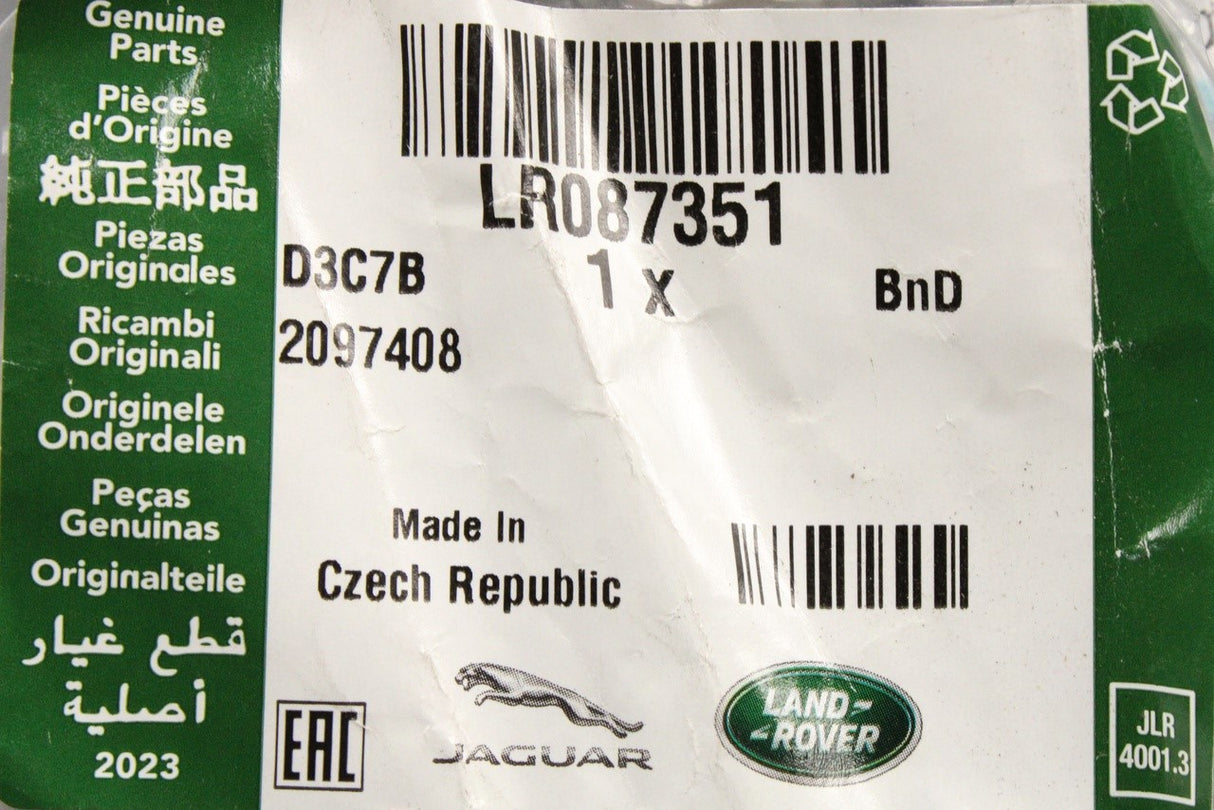 Genuine
Parts
Pièces
d'Origine
純正部品
Piezas
Originales
Ricambi
Originali
Originele
Onderdelen
Peças
Genuinas
Originalteile
قطع غيار
أصلية
2023
LR087351
D3C7B 1 x BnD
2097408
Made In
Czech Republic
EAC
JAGUAR
LAND-
-ROVER
JLR
4001.3